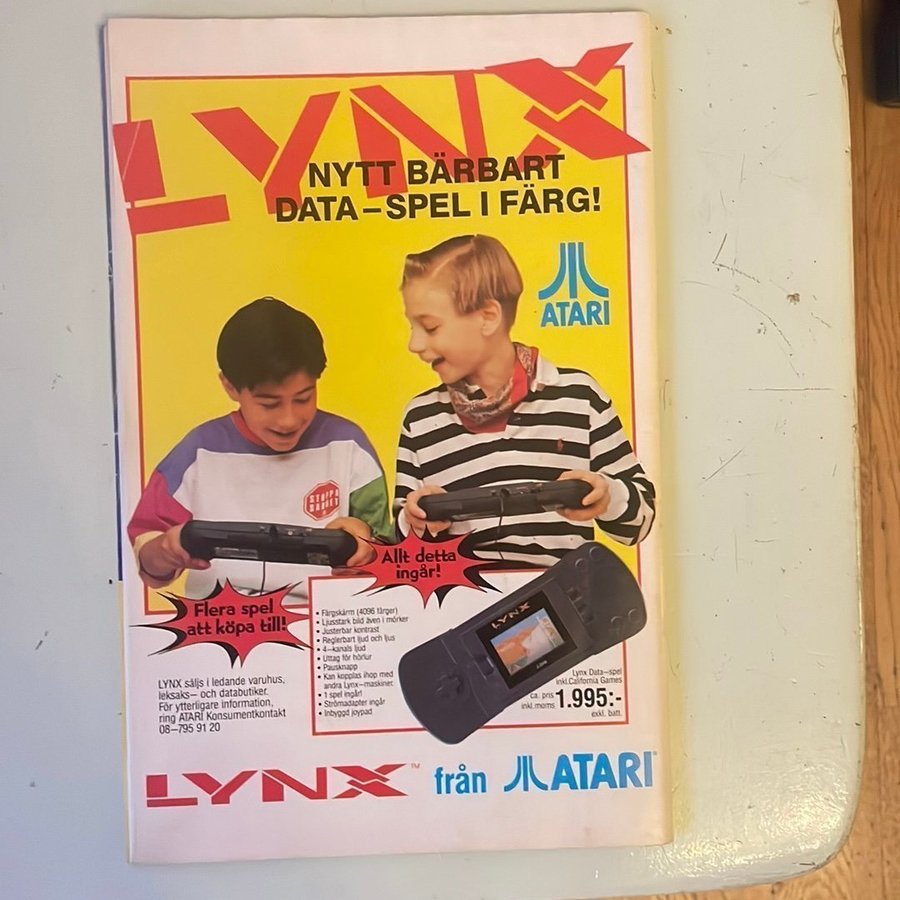 LYNX
NYTT BÄRBART
DATA–SPEL I FÄRG!
ATARI
STOPPA
Allt detta
ingår!
Flera spel
att köpa till!
• Färgskärm (4096 färger)
• Ljusstark bild även i mörker
• Justerbar kontrast
• Reglerbart ljud och ljus
• 4–kanals ljud
• Uttag för hörlur
• Pausknapp
• Kan kopplas ihop med
andra Lynx–maskiner
• 1 spel ingår!
• Strömadapter ingår
• Inbyggd joypad
LYNX
LYNX säljs i ledande varuhus,
leksaks– och databutiker.
För ytterligare information,
ring ATARI Konsumentkontakt
08–795 91 20
Lynx Data–spel
inkl.California Games
ca. pris 1.995:-
inkl.moms
exkl. batt.
LYNX™ från ATARI